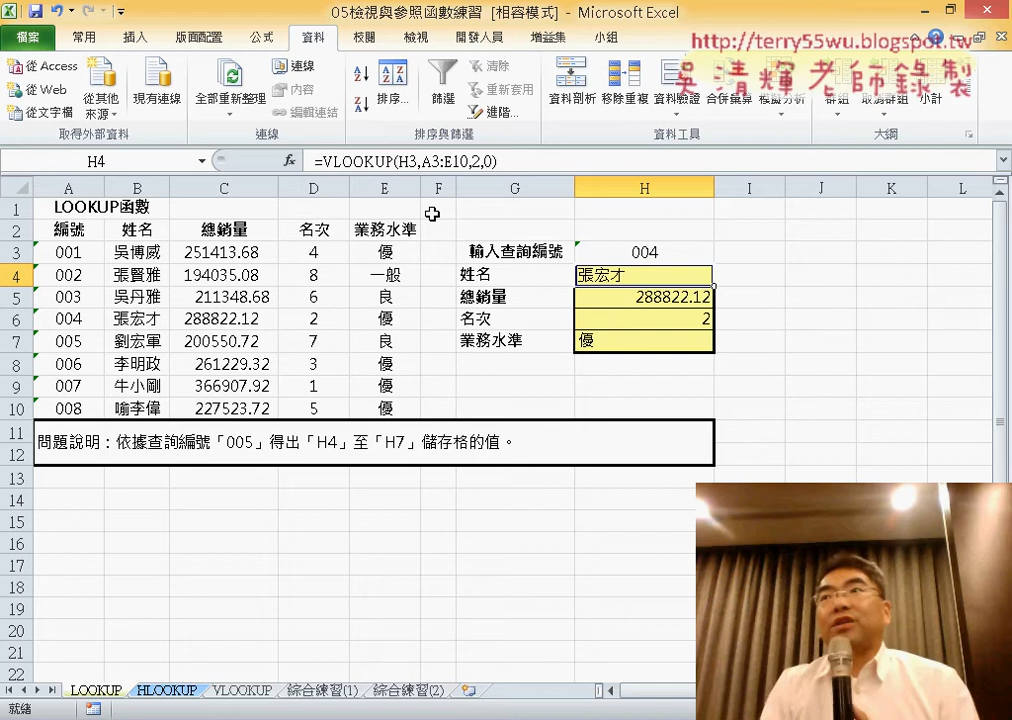 05檢視與參照函數練習 [相容模式] - Microsoft Excel
檔案 常用 插入 版面配置 公式 資料 校閱 檢視 開發人員 增益集 小組
http://terry55wu.blogspot.tw
吳清輝老師錄製
從 Access
從 Web
從文字檔
從其他來源
現有連線
全部重新整理
連線
內容
編輯連結
排序...
篩選
清除
重新套用
進階...
資料剖析 移除重複 資料驗證 合併彙算 模擬分析 群組 取消群組 小計
取得外部資料 連線 排序與篩選 資料工具 大綱
H4 fx =VLOOKUP(H3,A3:E10,2,0)
A B C D E F G H I J K L
1 LOOKUP函數
2 編號 姓名 總銷量 名次 業務水準
3 001 吳博威 251413.68 4 優 輸入查詢編號 004
4 002 張賢雅 194035.08 8 一般 姓名 張宏才
5 003 吳丹雅 211348.68 6 良 總銷量 288822.12
6 004 張宏才 288822.12 2 優 名次 2
7 005 劉宏軍 200550.72 7 良 業務水準 優
8 006 李明政 261229.32 3 優
9 007 牛小剛 366907.92 1 優
10 008 喻李偉 227523.72 5 優
11 問題說明：依據查詢編號「005」得出「H4」至「H7」儲存格的值。
12
13
14
15
16
17
18
19
20
21
22
LOOKUP HLOOKUP VLOOKUP 綜合練習(1) 綜合練習(2)
就緒